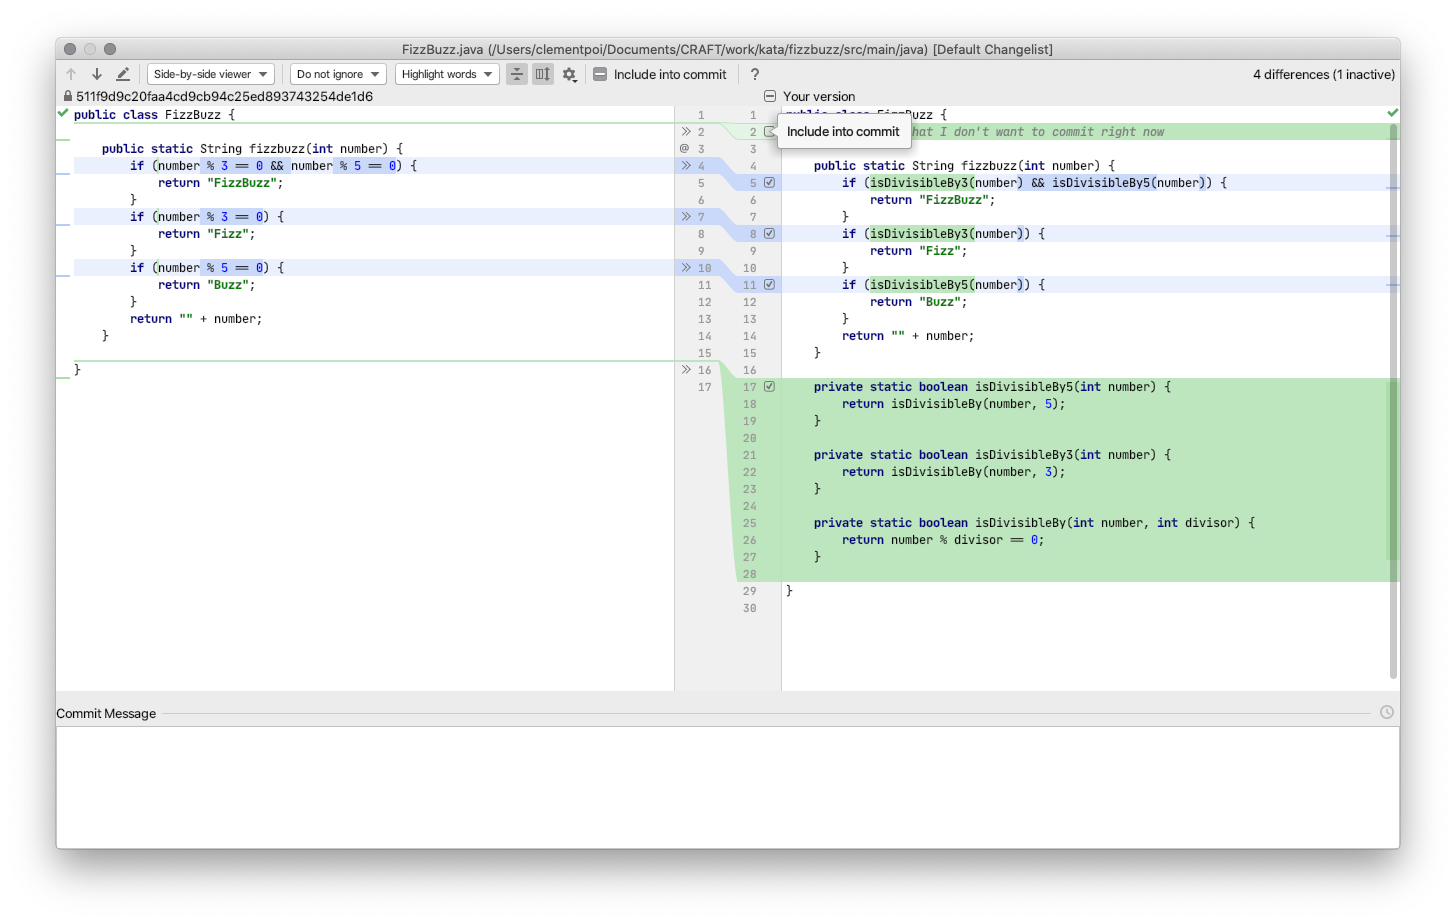 FizzBuzz.java (/Users/clementpoi/Documents/CRAFT/work/kata/fizzbuzz/src/main/java) [Default Changelist]
Side-by-side viewer Do not ignore Highlight words Include into commit ? 4 differences (1 inactive)
511f9d9c20faa4cd9cb94c25ed893743254de1d6 Your version
public class FizzBuzz {
public static String fizzbuzz(int number) {
if (number % 3 == 0 && number % 5 == 0) {
return "FizzBuzz";
}
if (number % 3 == 0) {
return "Fizz";
}
if (number % 5 == 0) {
return "Buzz";
}
return "" + number;
}
}
>> 2
@ 3
>> 4
5
6
>> 7
8
9
>> 10
11
12
13
14
15
>> 16
17
1 1 public class FizzBuzz {
2 Include into commit hat I don't want to commit right now
3
4 public static String fizzbuzz(int number) {
5 if (isDivisibleBy3(number) && isDivisibleBy5(number)) {
6 return "FizzBuzz";
7 }
8 if (isDivisibleBy3(number)) {
9 return "Fizz";
10 }
11 if (isDivisibleBy5(number)) {
12 return "Buzz";
13 }
14 return "" + number;
15 }
16
17 private static boolean isDivisibleBy5(int number) {
18 return isDivisibleBy(number, 5);
19 }
20
21 private static boolean isDivisibleBy3(int number) {
22 return isDivisibleBy(number, 3);
23 }
24
25 private static boolean isDivisibleBy(int number, int divisor) {
26 return number % divisor == 0;
27 }
28
29 }
30
Commit Message